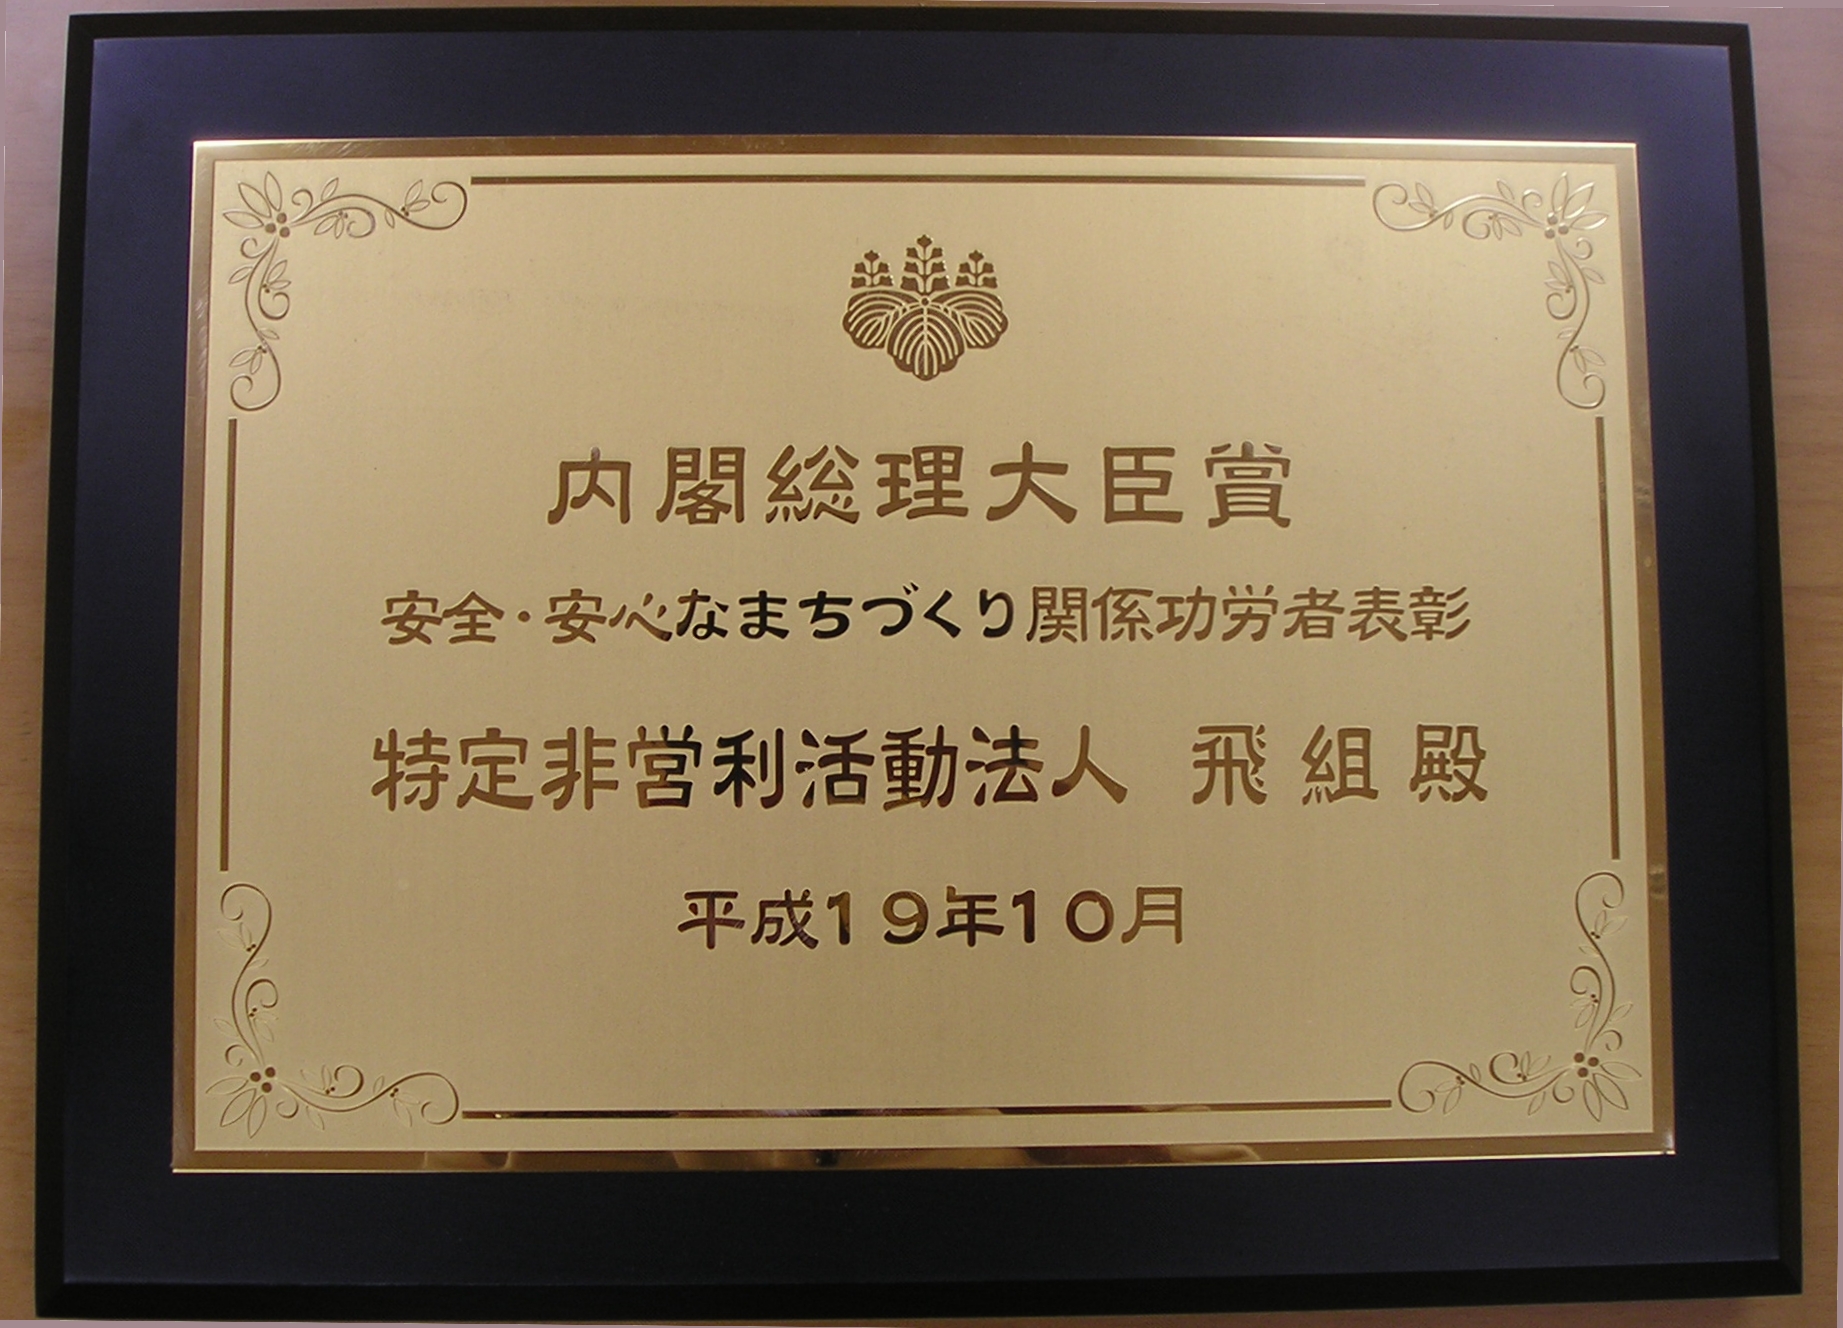 内閣総理大臣賞
安全・安心なまちづくり関係功労者表彰
特定非営利活動法人 飛組殿
平成19年10月